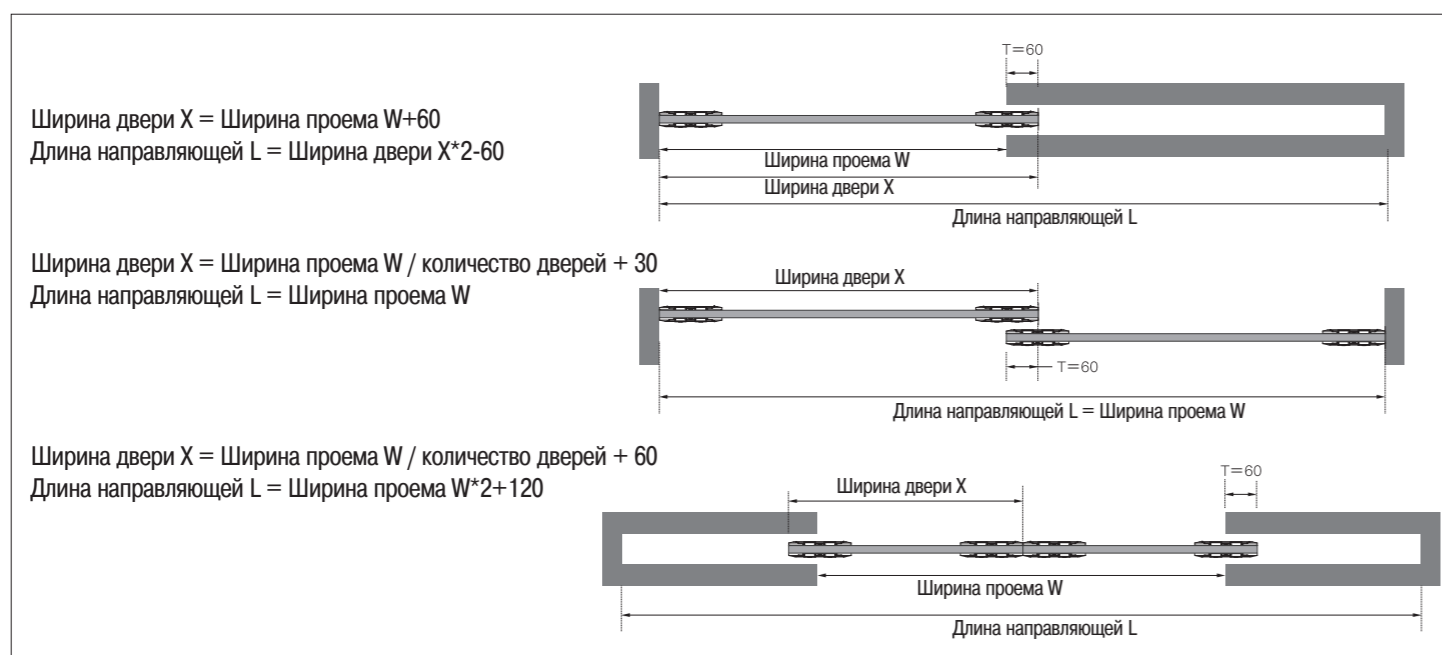 Ширина двери X = Ширина проема W+60
Длина направляющей L = Ширина двери X*2-60
T=60
Ширина проема W
Ширина двери X
Длина направляющей L
Ширина двери X = Ширина проема W / количество дверей + 30
Длина направляющей L = Ширина проема W
Ширина двери X
T=60
Длина направляющей L = Ширина проема W
Ширина двери X = Ширина проема W / количество дверей + 60
Длина направляющей L = Ширина проема W*2+120
T=60
Ширина двери X
Ширина проема W
Длина направляющей L